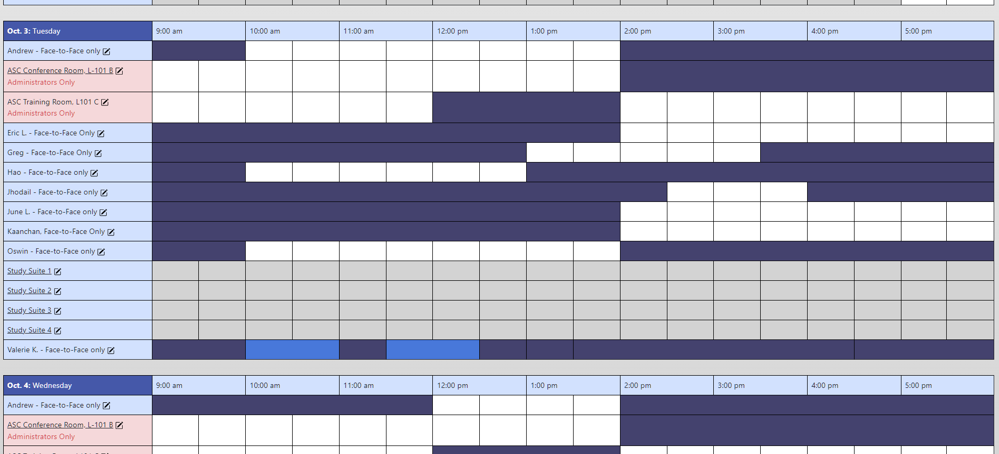 Oct. 3: Tuesday 9:00 am 10:00 am 11:00 am 12:00 pm 1:00 pm 2:00 pm 3:00 pm 4:00 pm 5:00 pm
Andrew - Face-to-Face only
ASC Conference Room, L-101 B
Administrators Only
ASC Training Room, L101 C
Administrators Only
Eric L. - Face-to-Face Only
Greg - Face-to-Face Only
Hao - Face-to-Face only
Jhodail - Face-to-Face only
June L. - Face-to-Face only
Kaanchan, Face-to-Face Only
Oswin - Face-to-Face only
Study Suite 1
Study Suite 2
Study Suite 3
Study Suite 4
Valerie K. - Face-to-Face only
Oct. 4: Wednesday 9:00 am 10:00 am 11:00 am 12:00 pm 1:00 pm 2:00 pm 3:00 pm 4:00 pm 5:00 pm
Andrew - Face-to-Face only
ASC Conference Room, L-101 B
Administrators Only